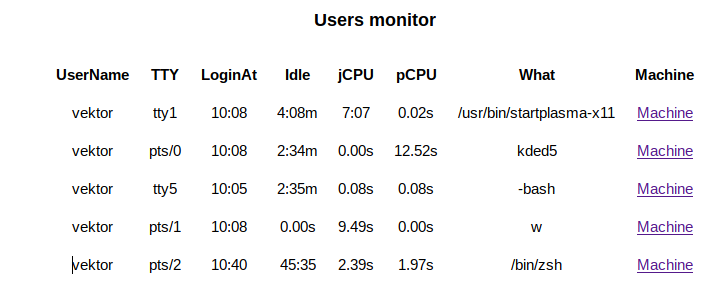 Users monitor
UserName TTY LoginAt Idle jCPU pCPU What Machine
vektor tty1 10:08 4:08m 7:07 0.02s /usr/bin/startplasma-x11 Machine
vektor pts/0 10:08 2:34m 0.00s 12.52s kded5 Machine
vektor tty5 10:05 2:35m 0.08s 0.08s -bash Machine
vektor pts/1 10:08 0.00s 9.49s 0.00s w Machine
vektor pts/2 10:40 45:35 2.39s 1.97s /bin/zsh Machine